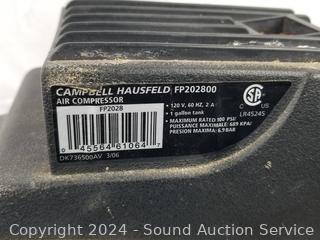 CAMPBELL HAUSFELD FP202800
AIR COMPRESSOR
FP2028
• 120 V, 60 HZ, 2 A
• 1 gallon tank
• MAXIMUM RATED 100 PSI/
PUISSANCE MAXIMALE: 689 KPA/
PRESION MAXIMA: 6,9 BAR
C US
LR45245
0 45564 61064 7
DK736500AV 3/06
Copyright 2024 - Sound Auction Service